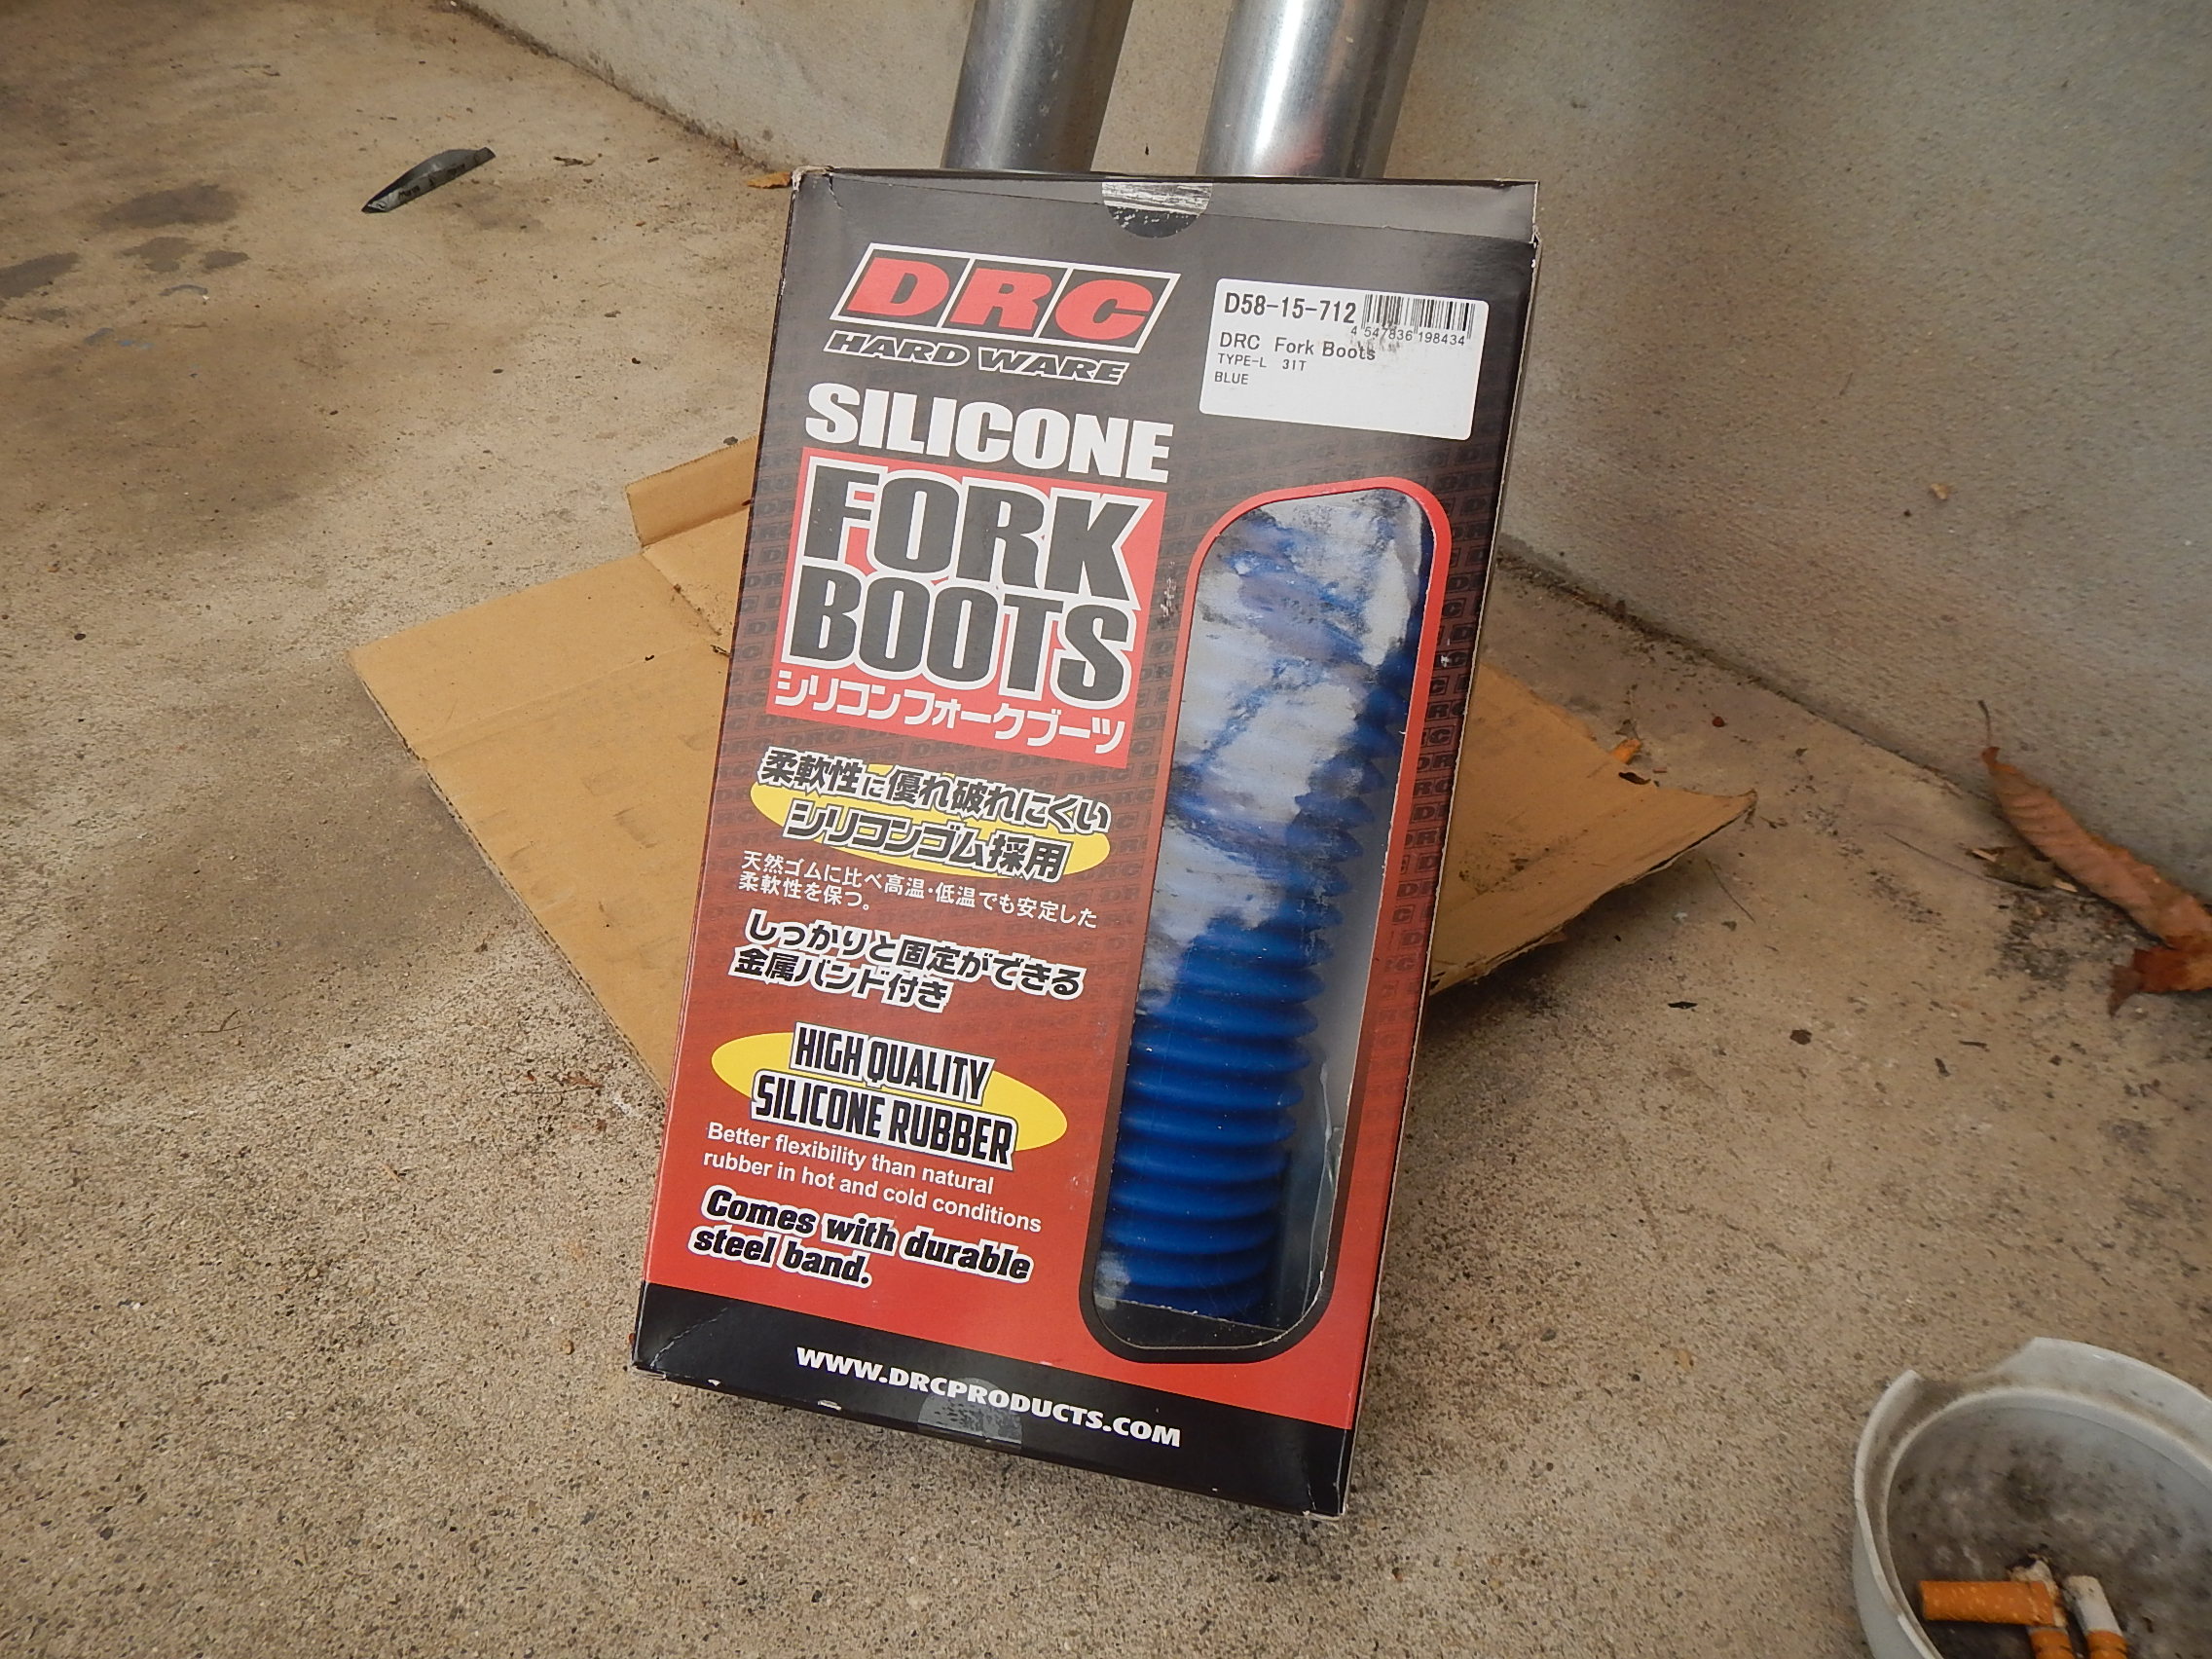 DRC
HARD WARE
D58-15-712
4 547836 198434
DRC Fork Boots
TYPE-L 31T
BLUE
SILICONE
FORK
BOOTS
シリコンフォークブーツ
柔軟性に優れ破れにくい
シリコンゴム採用
天然ゴムに比べ高温・低温でも安定した
柔軟性を保つ。
しっかりと固定ができる
金属バンド付き
HIGH QUALITY
SILICONE RUBBER
Better flexibility than natural
rubber in hot and cold conditions
Comes with durable
steel band.
WWW.DRCPRODUCTS.COM